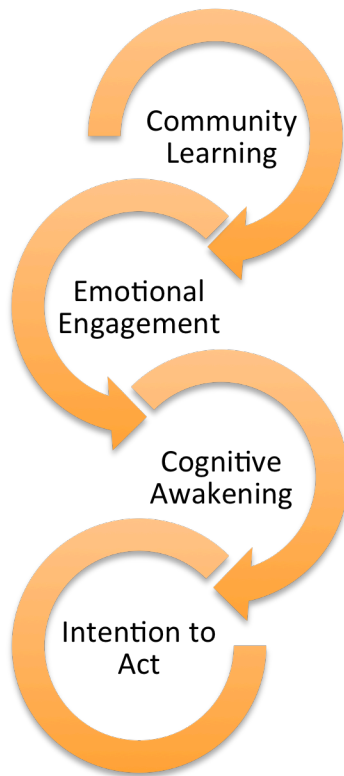 Community
Learning
Emotional
Engagement
Cognitive
Awakening
Intention to
Act